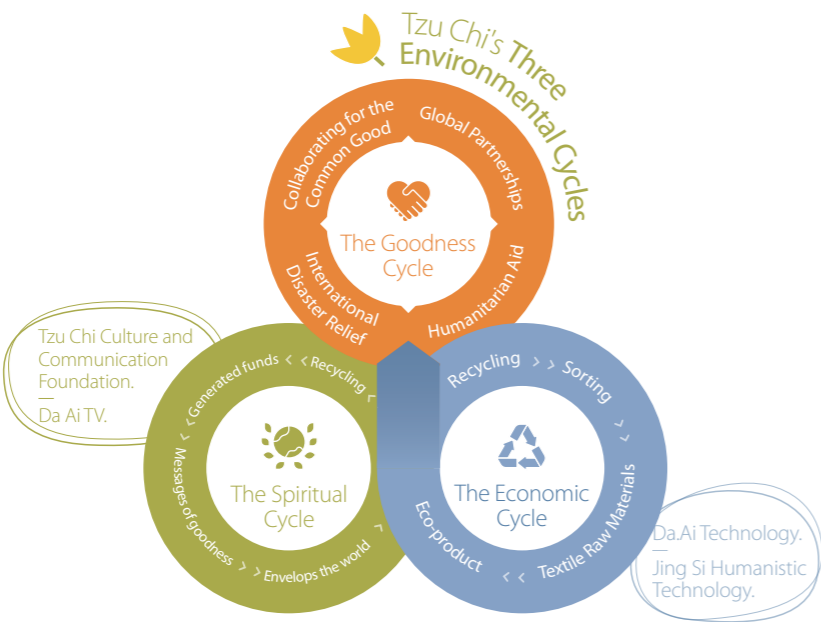 Tzu Chi's Three
Environmental Cycles
Collaborating for the
Common Good
Global Partnerships
The Goodness
Cycle
International
Disaster Relief
Humanitarian Aid
Tzu Chi Culture and
Communication
Foundation.
Da Ai TV.
Recycling
Generated funds
Messages of goodness
Envelops the world
The Spiritual
Cycle
Recycling
Sorting
Textile Raw Materials
Eco-product
The Economic
Cycle
Da.Ai Technology.
Jing Si Humanistic
Technology.